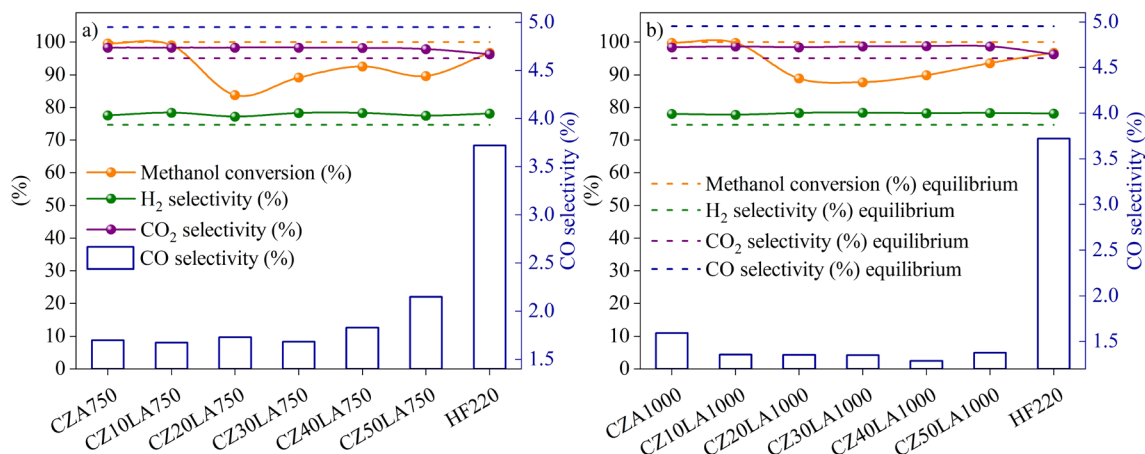 a)
(%)
100
90
80
70
60
50
40
30
20
10
0
Methanol conversion (%)
H₂ selectivity (%)
CO₂ selectivity (%)
CO selectivity (%)
5.0
4.5
4.0
3.5
3.0
2.5
2.0
1.5
CO selectivity (%)
CZA750
CZ10LA750
CZ20LA750
CZ30LA750
CZ40LA750
CZ50LA750
HF220
b)
(%)
100
90
80
70
60
50
40
30
20
10
0
Methanol conversion (%) equilibrium
H₂ selectivity (%) equilibrium
CO₂ selectivity (%) equilibrium
CO selectivity (%) equilibrium
5.0
4.5
4.0
3.5
3.0
2.5
2.0
1.5
CO selectivity (%)
CZA1000
CZ10LA1000
CZ20LA1000
CZ30LA1000
CZ40LA1000
CZ50LA1000
HF220